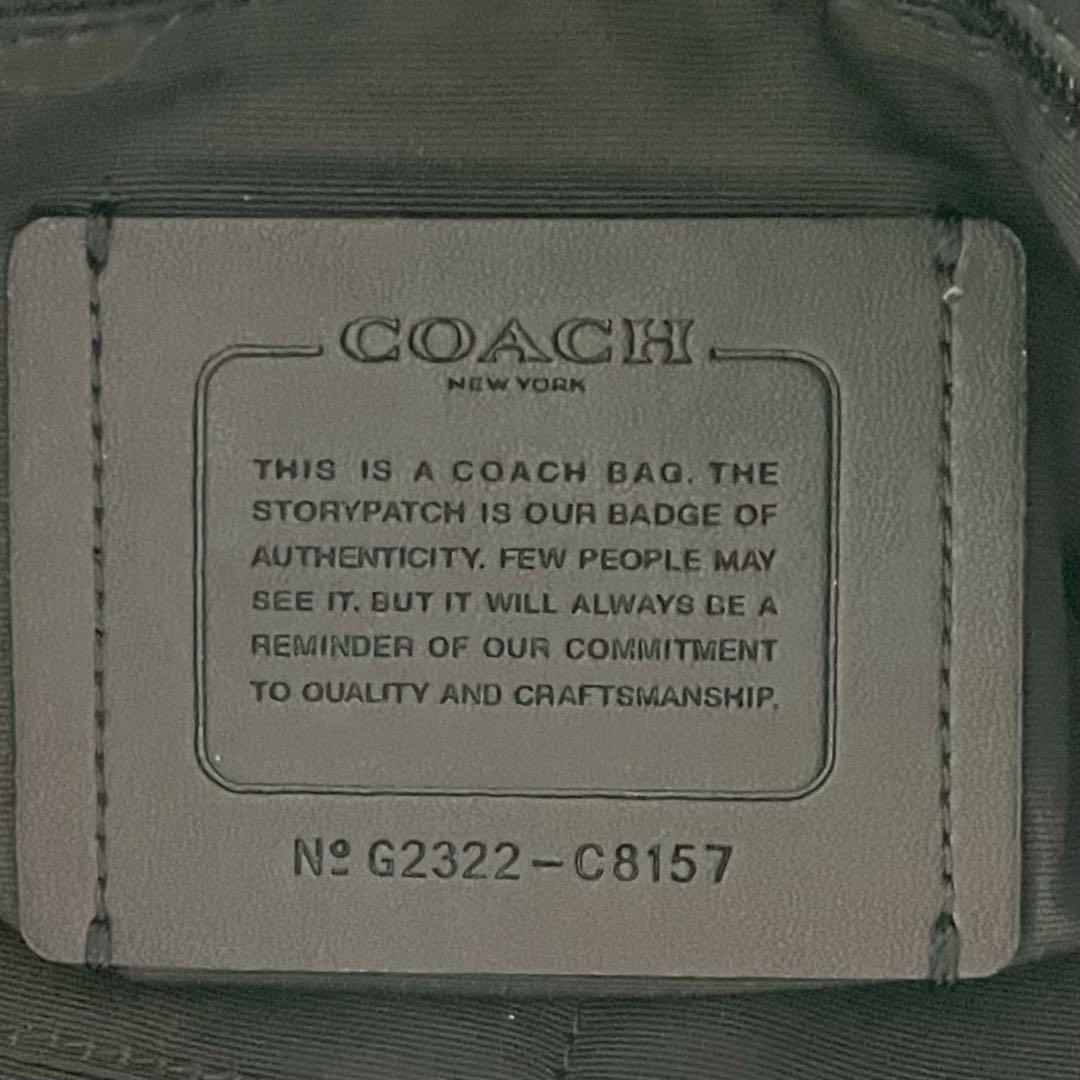 COACH
NEW YORK
THIS IS A COACH BAG. THE
STORYPATCH IS OUR BADGE OF
AUTHENTICITY. FEW PEOPLE MAY
SEE IT. BUT IT WILL ALWAYS BE A
REMINDER OF OUR COMMITMENT
TO QUALITY AND CRAFTSMANSHIP.
Nº G2322-C8157